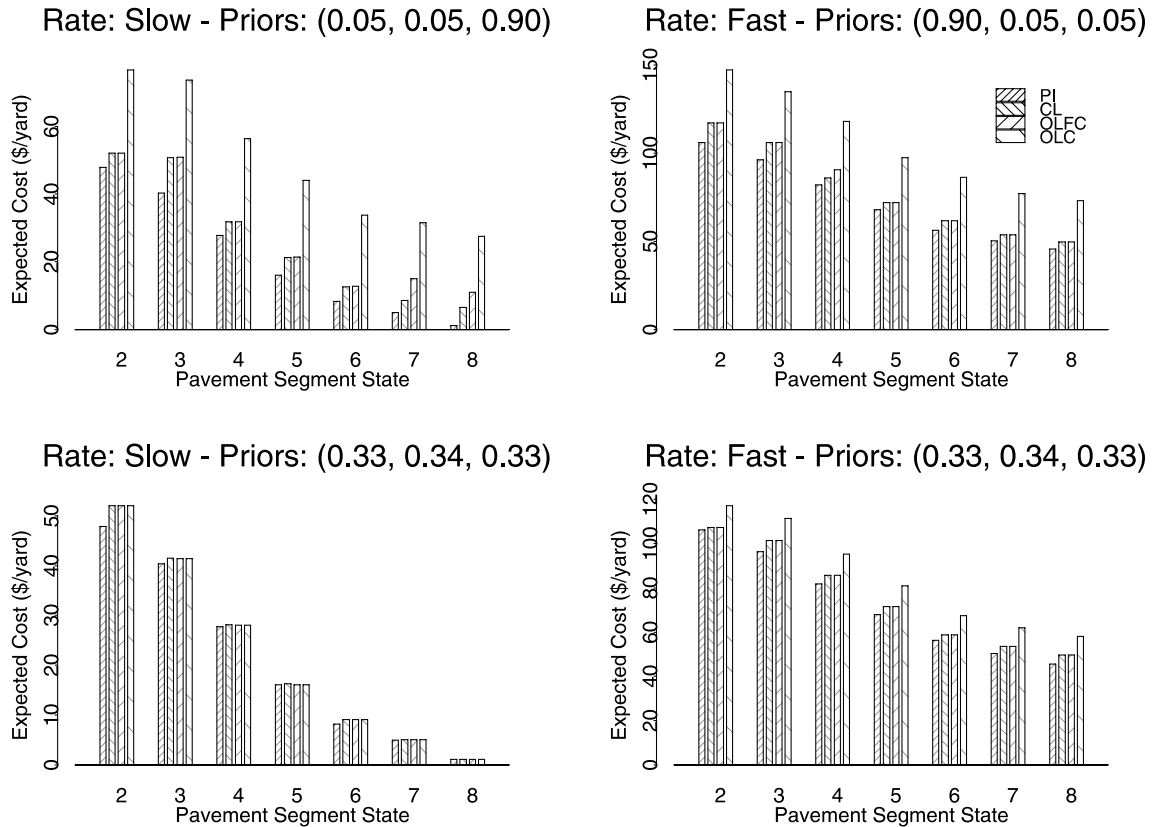 Rate: Slow - Priors: (0.05, 0.05, 0.90)
Expected Cost ($/yard)
0 20 40 60
2 3 4 5 6 7 8
Pavement Segment State
Rate: Fast - Priors: (0.90, 0.05, 0.05)
Expected Cost ($/yard)
0 50 100 150
PI
CL
OLFC
OLC
2 3 4 5 6 7 8
Pavement Segment State
Rate: Slow - Priors: (0.33, 0.34, 0.33)
Expected Cost ($/yard)
0 10 20 30 40 50
2 3 4 5 6 7 8
Pavement Segment State
Rate: Fast - Priors: (0.33, 0.34, 0.33)
Expected Cost ($/yard)
0 20 40 60 80 100 120
2 3 4 5 6 7 8
Pavement Segment State